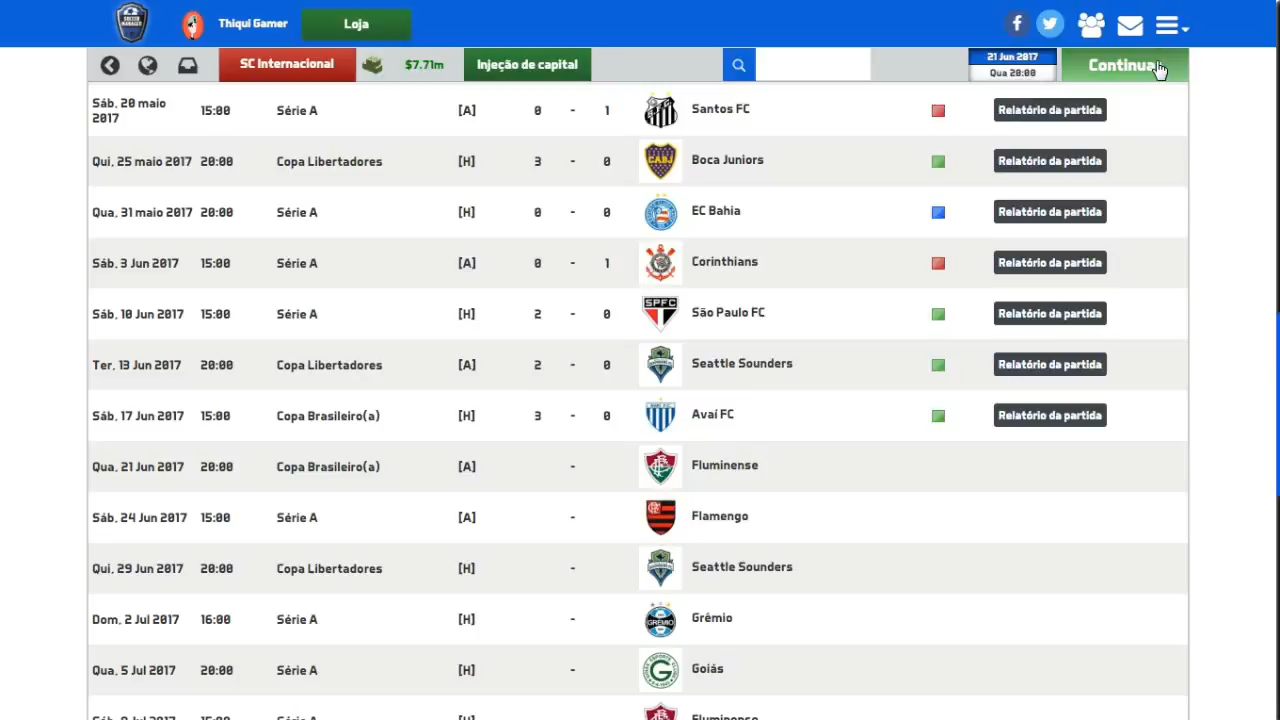 Thiqui Gamer
Loja
SC Internacional
$7.71m
Injeção de capital
21 Jun 2017
Qua 20:00
Continua
Sáb, 20 maio 2017 15:00 Série A [A] 0 - 1 Santos FC Relatório da partida
Qui, 25 maio 2017 20:00 Copa Libertadores [H] 3 - 0 Boca Juniors Relatório da partida
Qua, 31 maio 2017 20:00 Série A [H] 0 - 0 EC Bahia Relatório da partida
Sáb, 3 Jun 2017 15:00 Série A [A] 0 - 1 Corinthians Relatório da partida
Sáb, 10 Jun 2017 15:00 Série A [H] 2 - 0 SPFC São Paulo FC Relatório da partida
Ter, 13 Jun 2017 20:00 Copa Libertadores [A] 2 - 0 Seattle Sounders Relatório da partida
Sáb, 17 Jun 2017 15:00 Copa Brasileiro(a) [H] 3 - 0 Avaí FC Relatório da partida
Qua, 21 Jun 2017 20:00 Copa Brasileiro(a) [A] - Fluminense
Sáb, 24 Jun 2017 15:00 Série A [A] - Flamengo
Qui, 29 Jun 2017 20:00 Copa Libertadores [H] - Seattle Sounders
Dom, 2 Jul 2017 16:00 Série A [H] - Grêmio
Qua, 5 Jul 2017 20:00 Série A [H] - Goiás